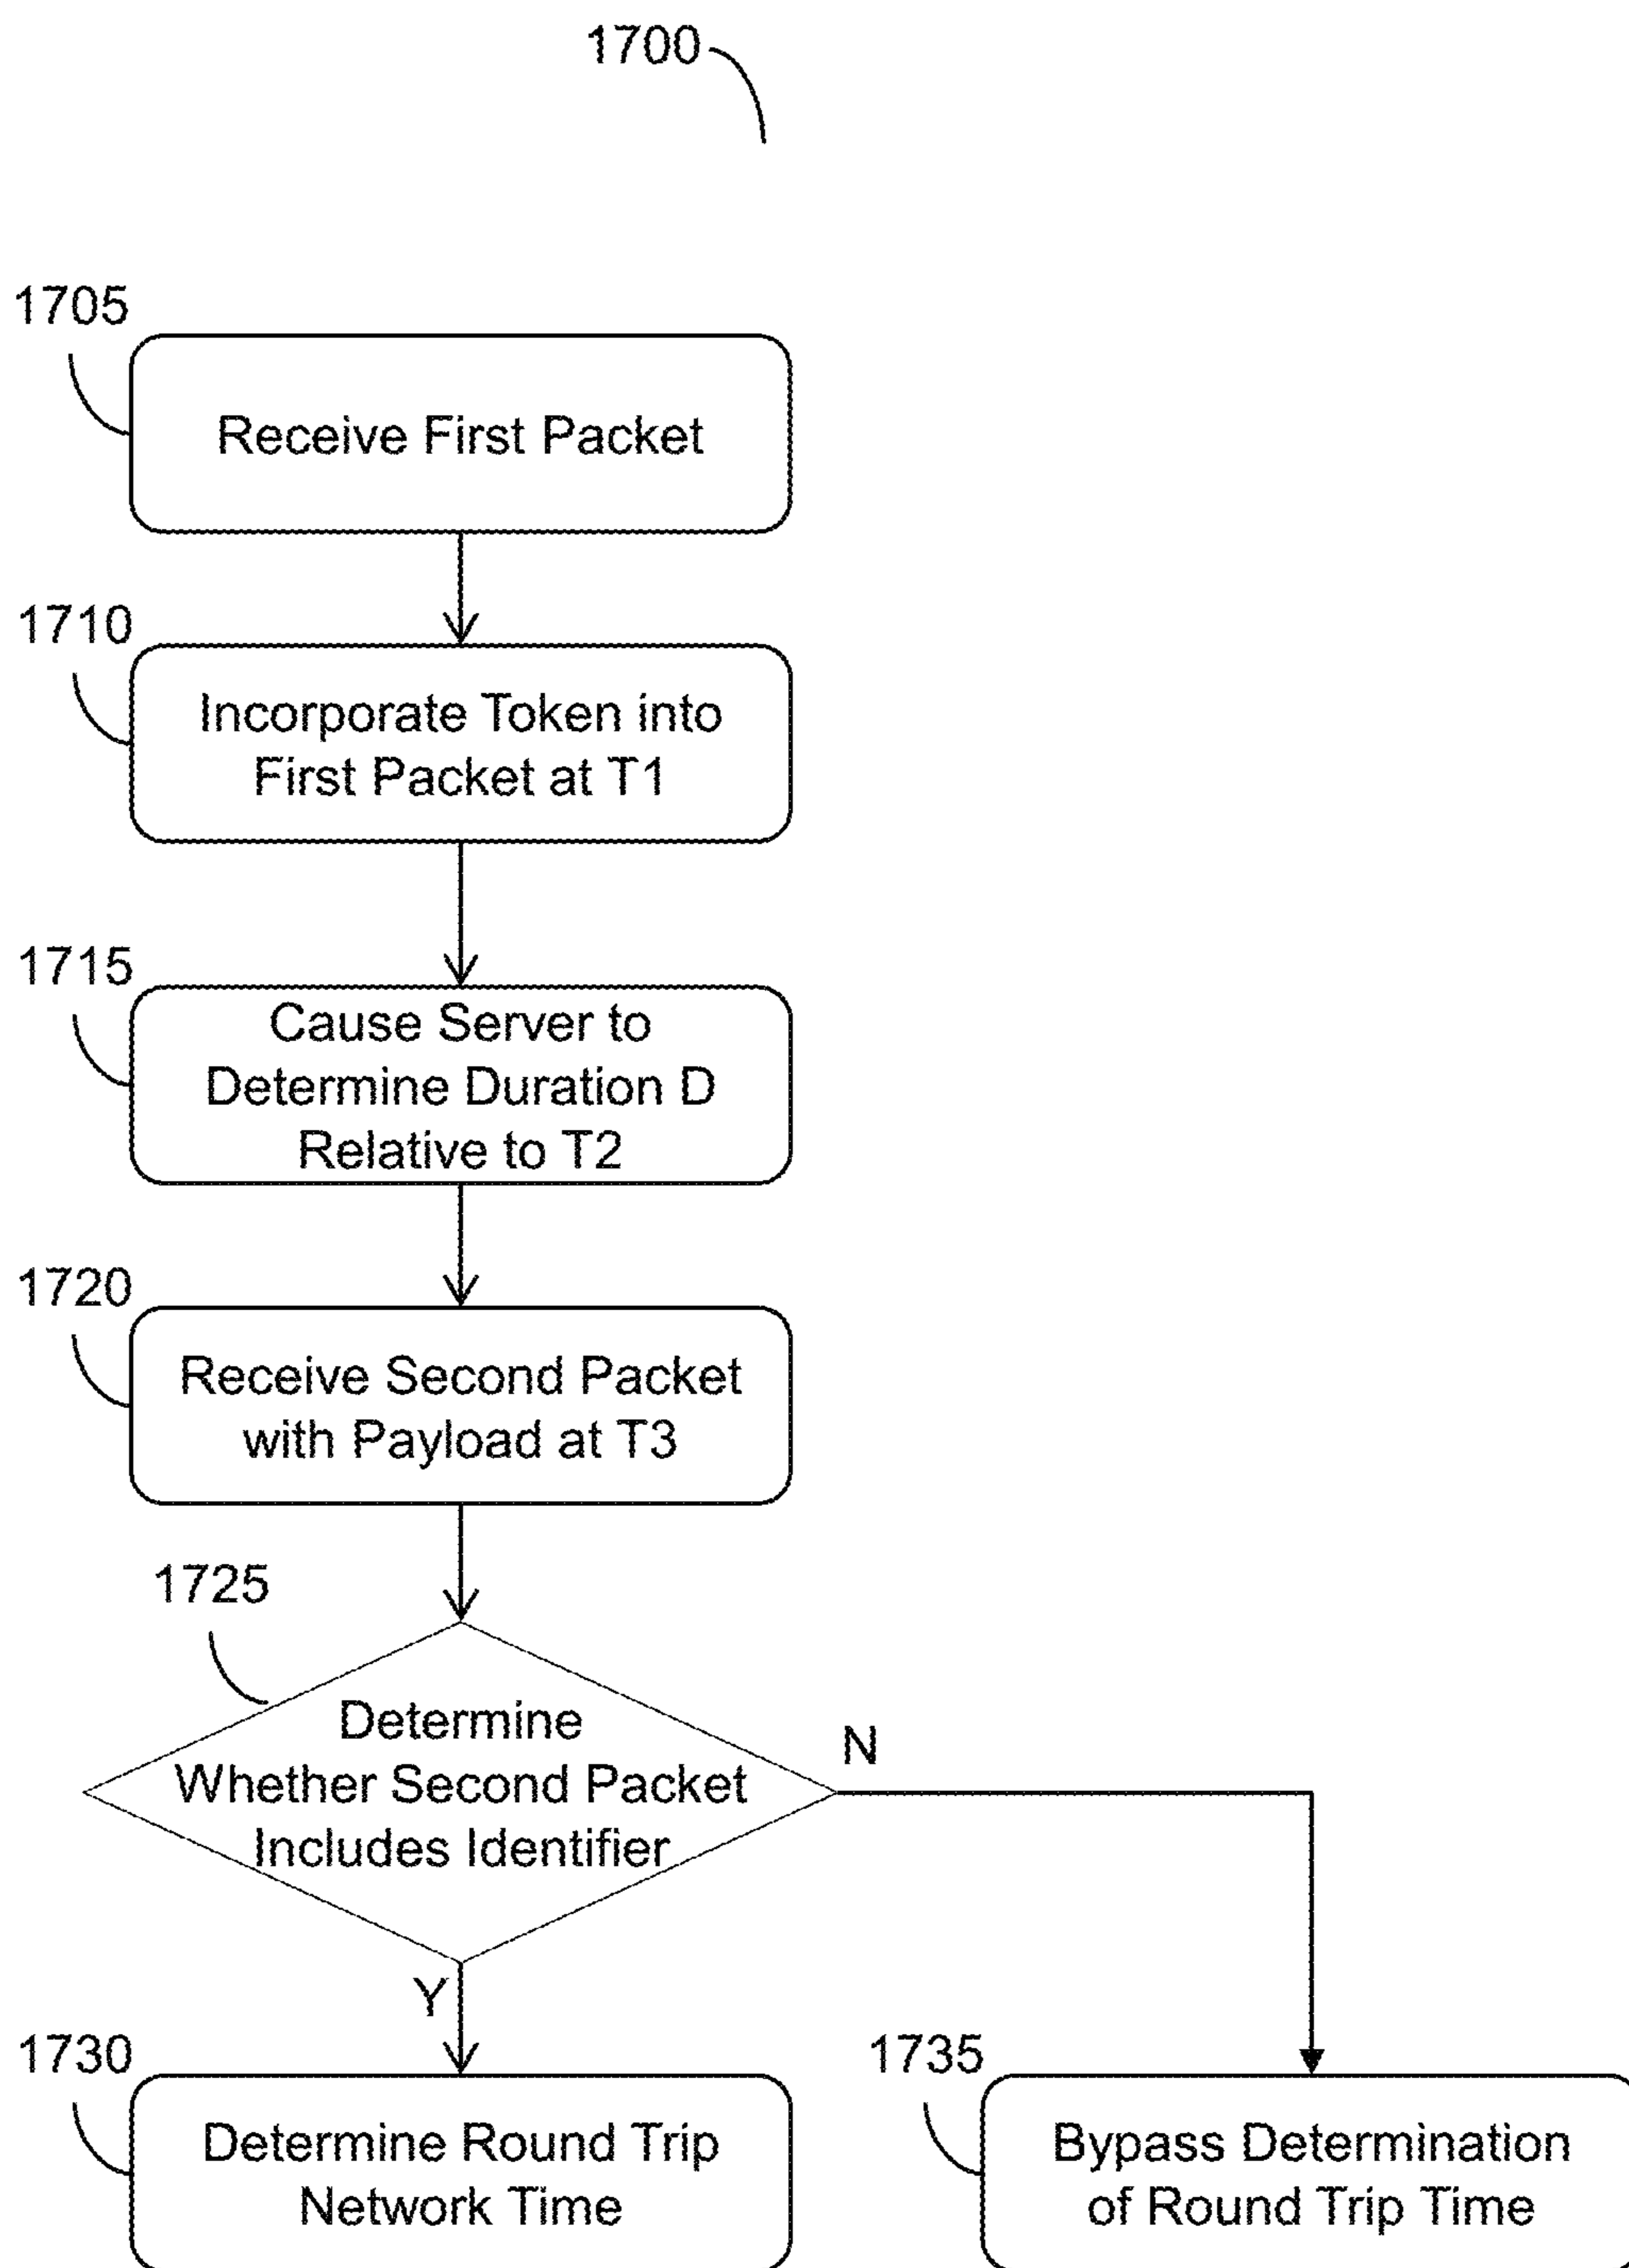 1700
1705
Receive First Packet
1710
Incorporate Token into
First Packet at T1
1715
Cause Server to
Determine Duration D
Relative to T2
1720
Receive Second Packet
with Payload at T3
1725
Determine
Whether Second Packet
Includes Identifier
N
Y
1730
Determine Round Trip
Network Time
1735
Bypass Determination
of Round Trip Time